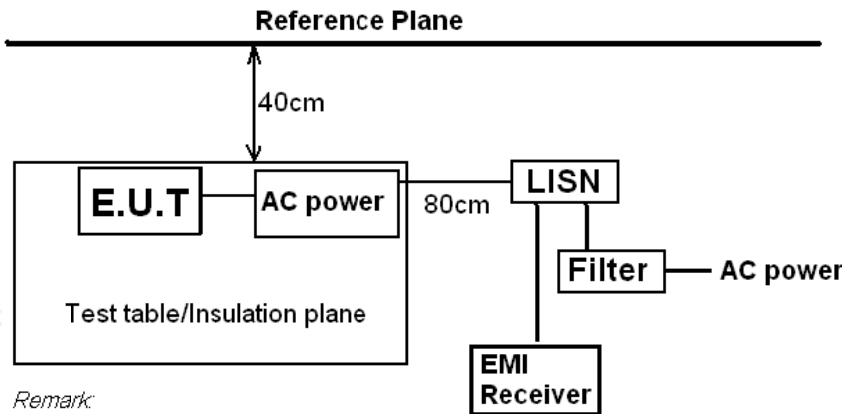 Reference Plane
40cm
E.U.T
AC power
80cm
LISN
Filter
AC power
Test table/Insulation plane
EMI
Receiver
Remark: